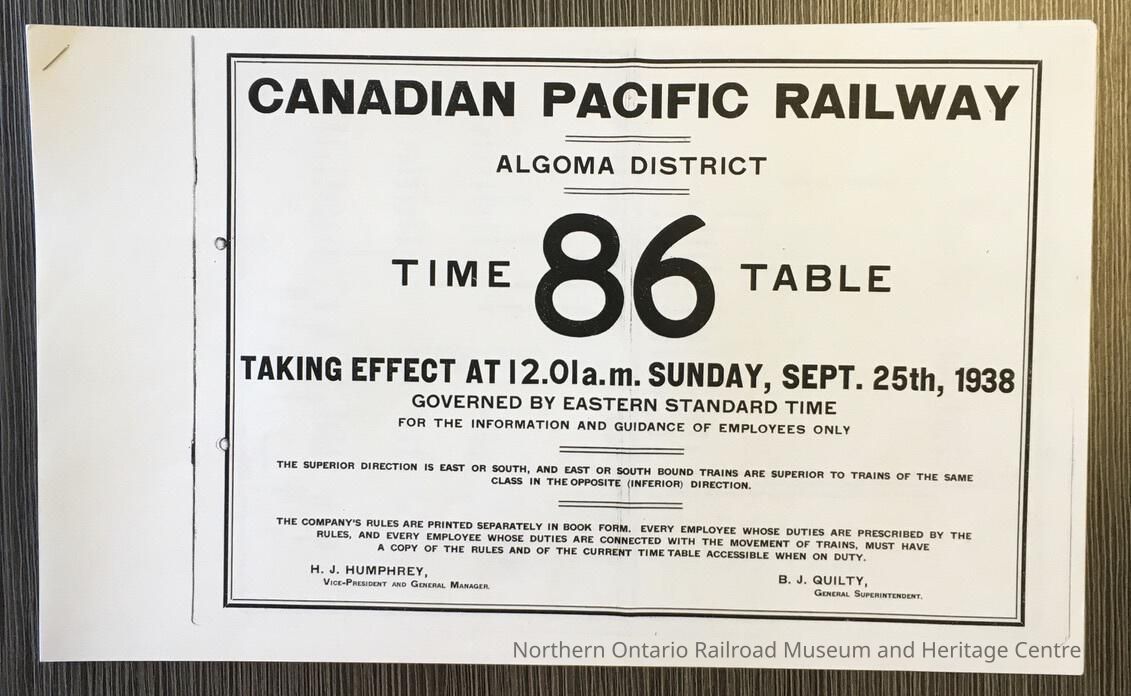 CANADIAN PACIFIC RAILWAY
ALGOMA DISTRICT
TIME 86 TABLE
TAKING EFFECT AT 12.01a.m. SUNDAY, SEPT. 25th, 1938
GOVERNED BY EASTERN STANDARD TIME
FOR THE INFORMATION AND GUIDANCE OF EMPLOYEES ONLY
THE SUPERIOR DIRECTION IS EAST OR SOUTH, AND EAST OR SOUTH BOUND TRAINS ARE SUPERIOR TO TRAINS OF THE SAME
CLASS IN THE OPPOSITE (INFERIOR) DIRECTION.
THE COMPANY'S RULES ARE PRINTED SEPARATELY IN BOOK FORM. EVERY EMPLOYEE WHOSE DUTIES ARE PRESCRIBED BY THE
RULES, AND EVERY EMPLOYEE WHOSE DUTIES ARE CONNECTED WITH THE MOVEMENT OF TRAINS, MUST HAVE
A COPY OF THE RULES AND OF THE CURRENT TIME TABLE ACCESSIBLE WHEN ON DUTY.
H. J. HUMPHREY,
VICE-PRESIDENT AND GENERAL MANAGER.
B. J. QUILTY,
GENERAL SUPERINTENDENT.
Northern Ontario Railroad Museum and Heritage Centre